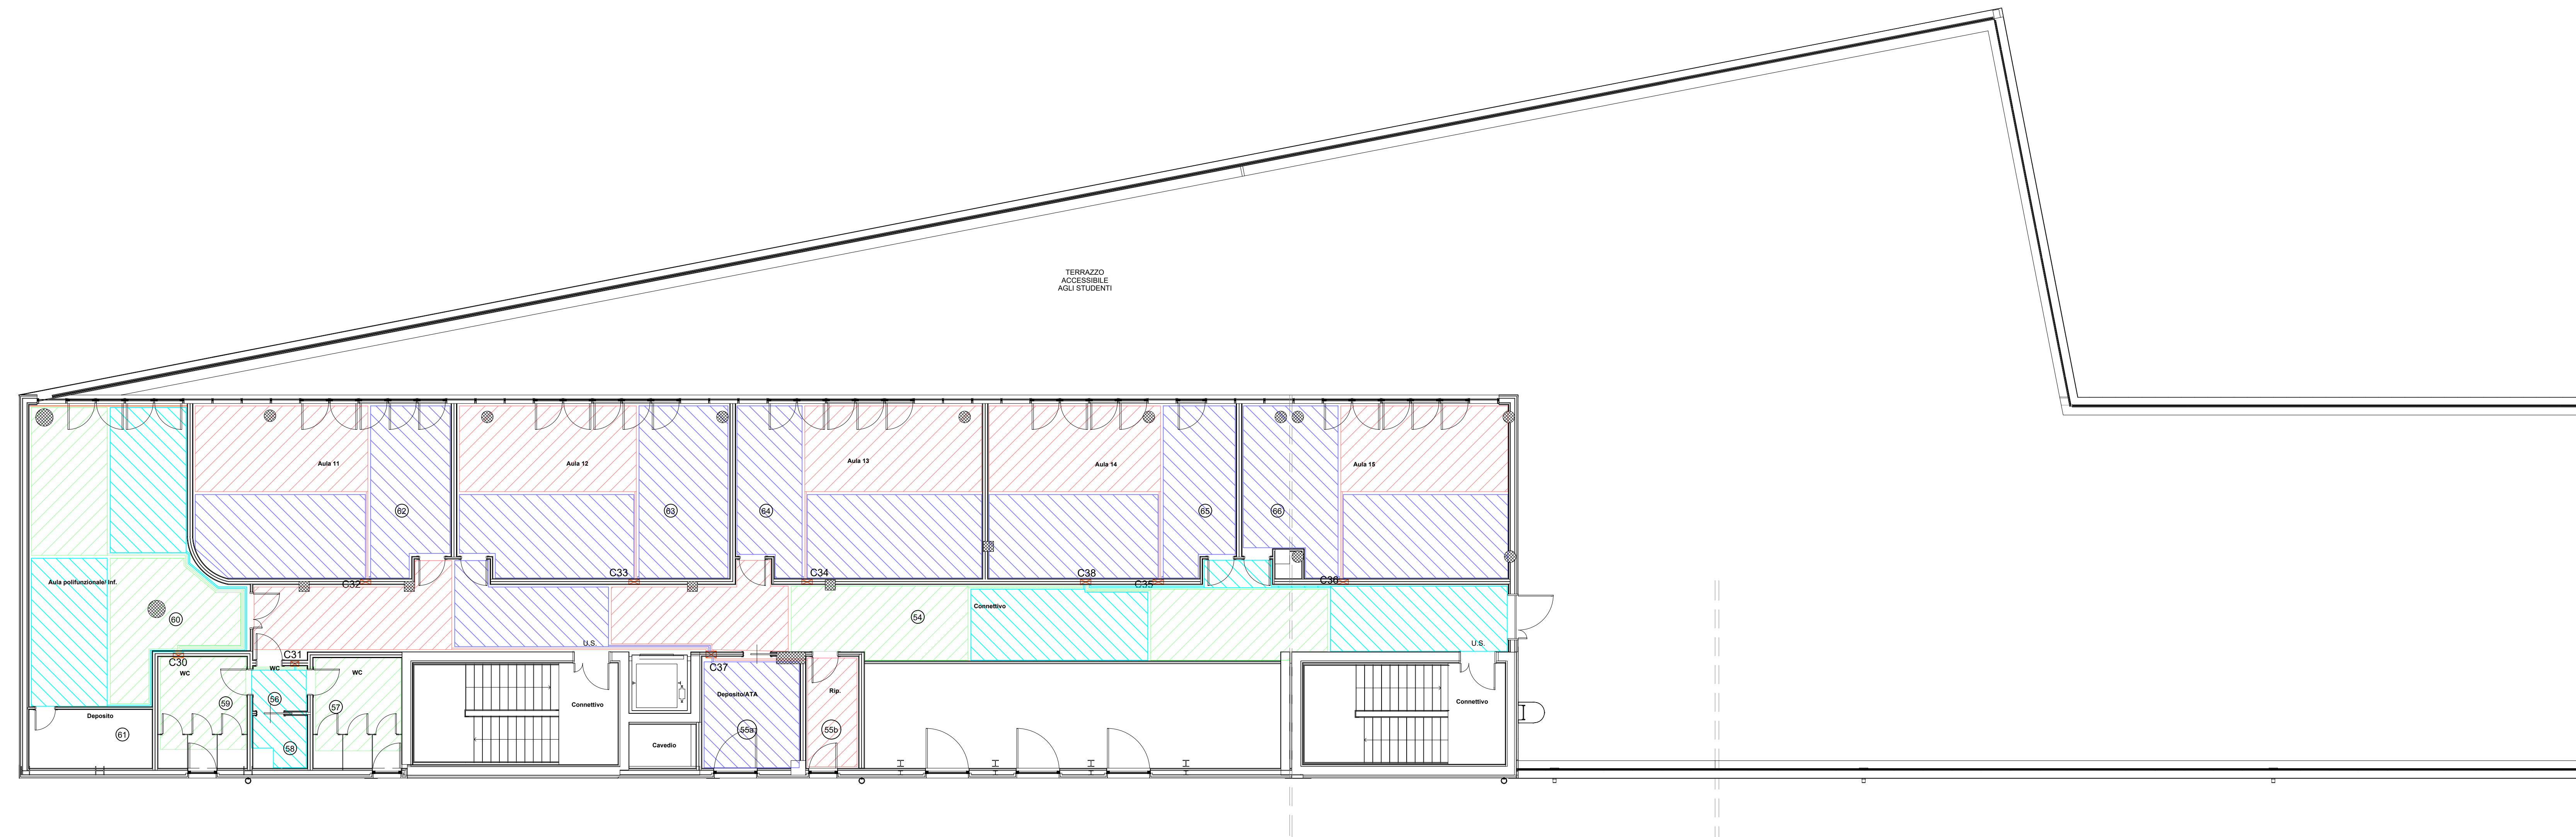 TERRAZZO
ACCESSIBILE
AGLI STUDENTI
Aula 11
Aula 12
Aula 13
Aula 14
Aula 15
62
63
64
65
66
Aula polifunzionale/ Inf.
C32
C33
C34
C38
C35
C36
Connettivo
60
54
U.S.
U.S.
C30
C31
C37
WC
WC
WC
Deposito/ATA
Rip.
56
59
57
Connettivo
Connettivo
Deposito
61
58
Cavedio
55a
55b